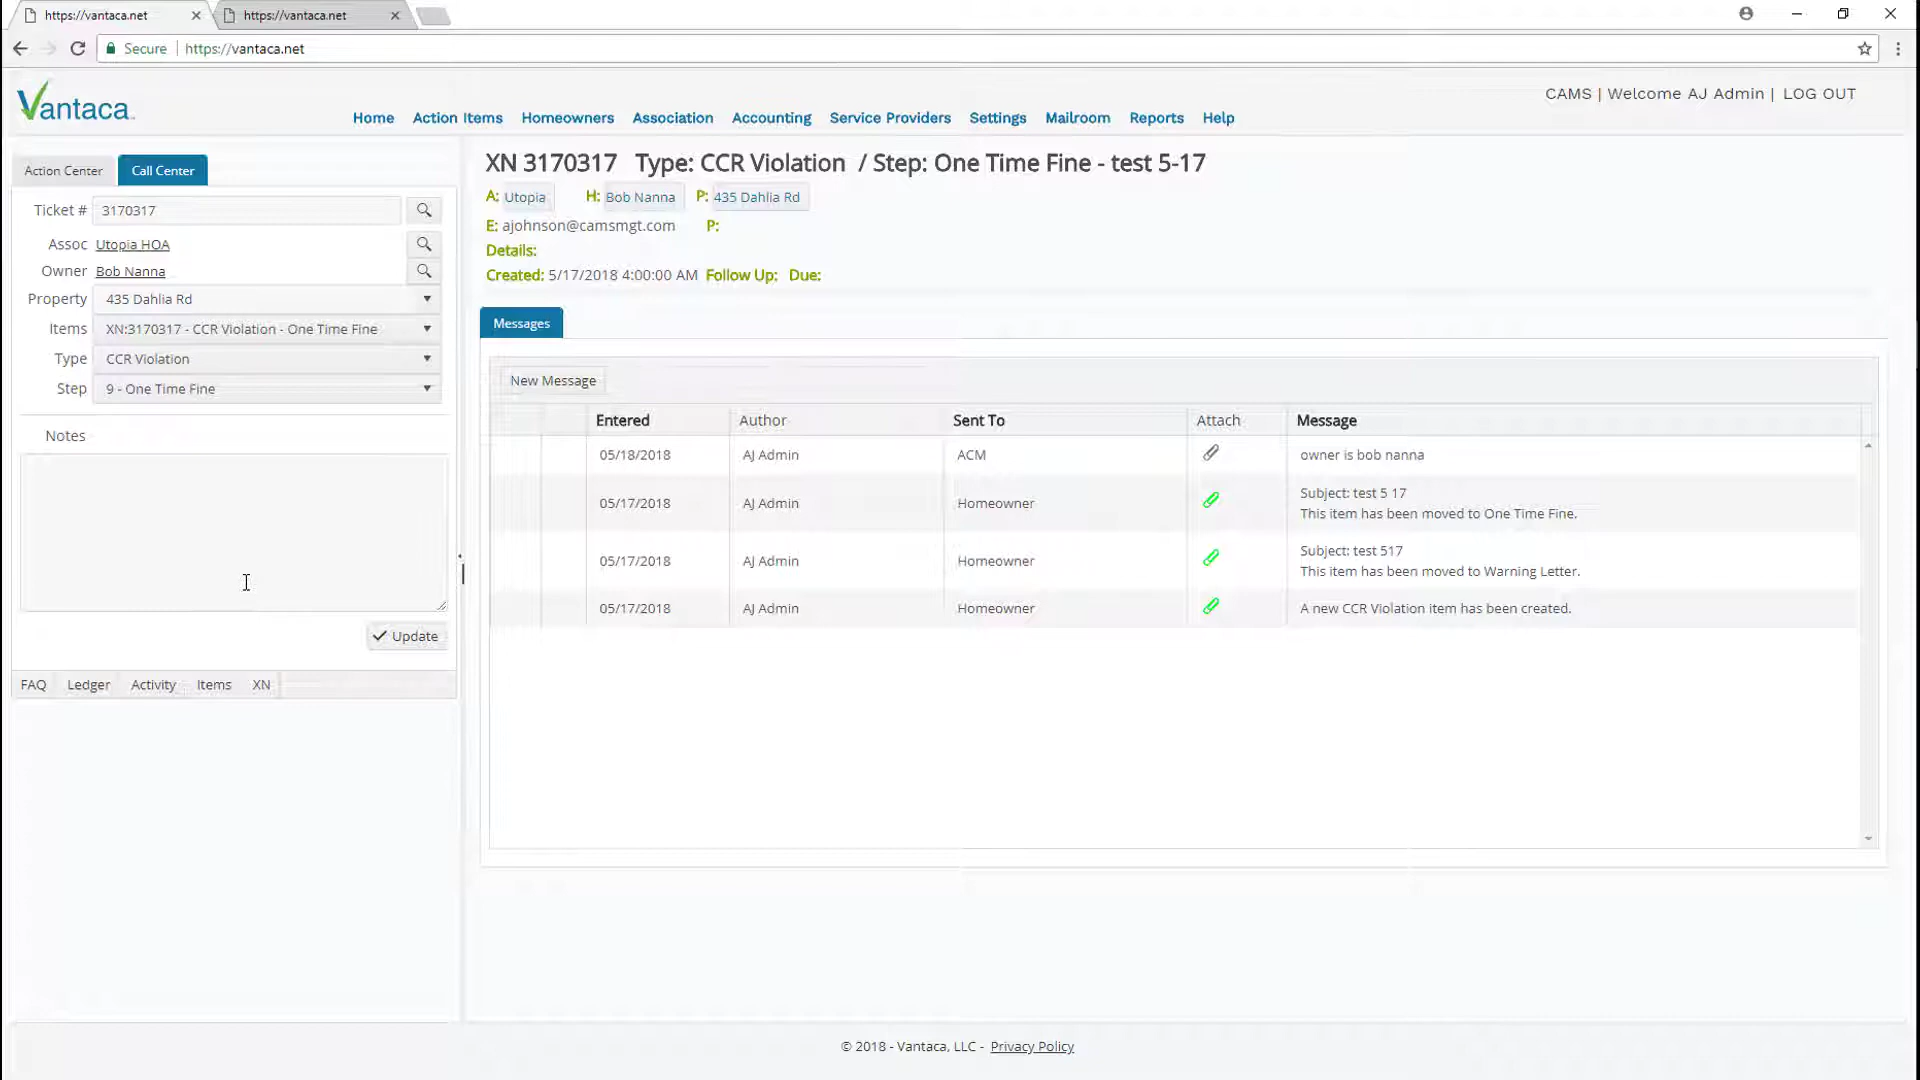 https://vantaca.net
https://vantaca.net
Secure
https://vantaca.net
Vantaca
Home
Action Items
Homeowners
Association
Accounting
Service Providers
Settings
Mailroom
Reports
Help
CAMS | Welcome AJ Admin | LOG OUT
Action Center
Call Center
Ticket # 3170317
Assoc Utopia HOA
Owner Bob Nanna
Property 435 Dahlia Rd
Items XN:3170317 - CCR Violation - One Time Fine
Type CCR Violation
Step 9 - One Time Fine
Notes
Update
FAQ Ledger Activity Items XN
XN 3170317 Type: CCR Violation / Step: One Time Fine - test 5-17
A: Utopia H: Bob Nanna P: 435 Dahlia Rd
E: ajohnson@camsmgt.com P:
Details:
Created: 5/17/2018 4:00:00 AM Follow Up: Due:
Messages
New Message
Entered Author Sent To Attach Message
05/18/2018 AJ Admin ACM owner is bob nanna
05/17/2018 AJ Admin Homeowner Subject: test 5 17
This item has been moved to One Time Fine.
05/17/2018 AJ Admin Homeowner Subject: test 517
This item has been moved to Warning Letter.
05/17/2018 AJ Admin Homeowner A new CCR Violation item has been created.
© 2018 - Vantaca, LLC - Privacy Policy